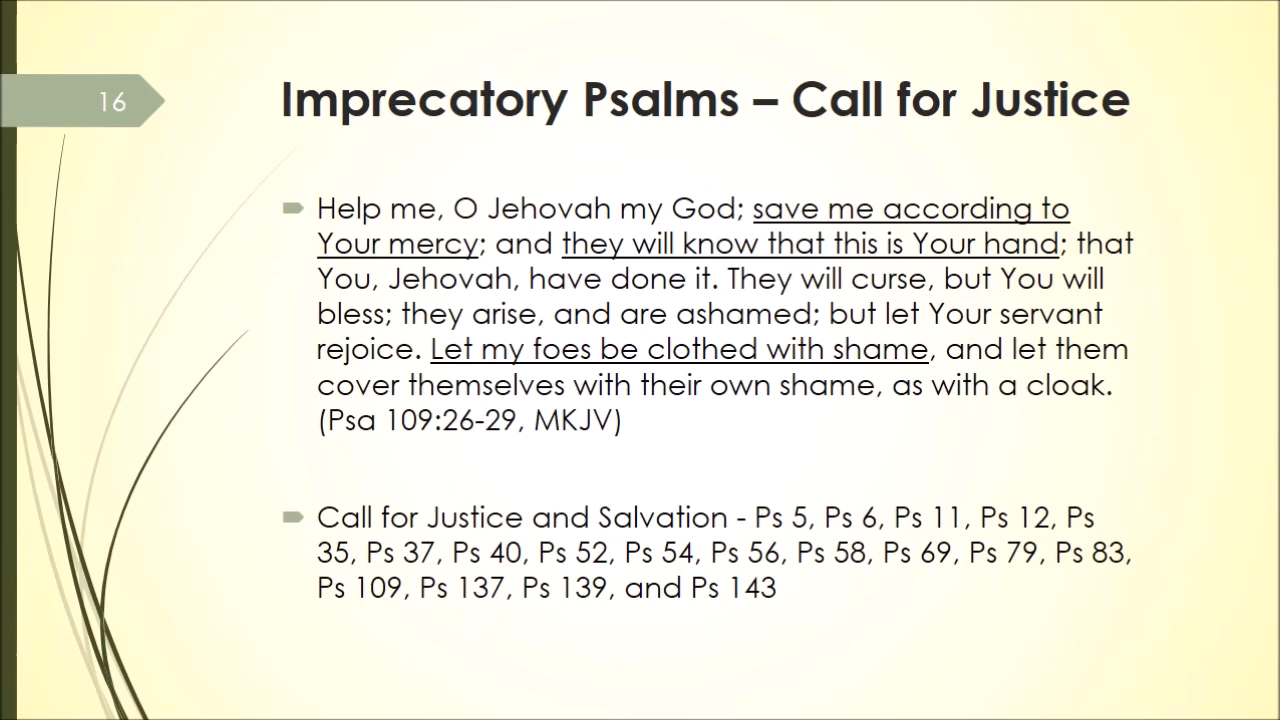 16
Imprecatory Psalms – Call for Justice
Help me, O Jehovah my God; save me according to
Your mercy; and they will know that this is Your hand; that
You, Jehovah, have done it. They will curse, but You will
bless; they arise, and are ashamed; but let Your servant
rejoice. Let my foes be clothed with shame, and let them
cover themselves with their own shame, as with a cloak.
(Psa 109:26-29, MKJV)
Call for Justice and Salvation - Ps 5, Ps 6, Ps 11, Ps 12, Ps
35, Ps 37, Ps 40, Ps 52, Ps 54, Ps 56, Ps 58, Ps 69, Ps 79, Ps 83,
Ps 109, Ps 137, Ps 139, and Ps 143